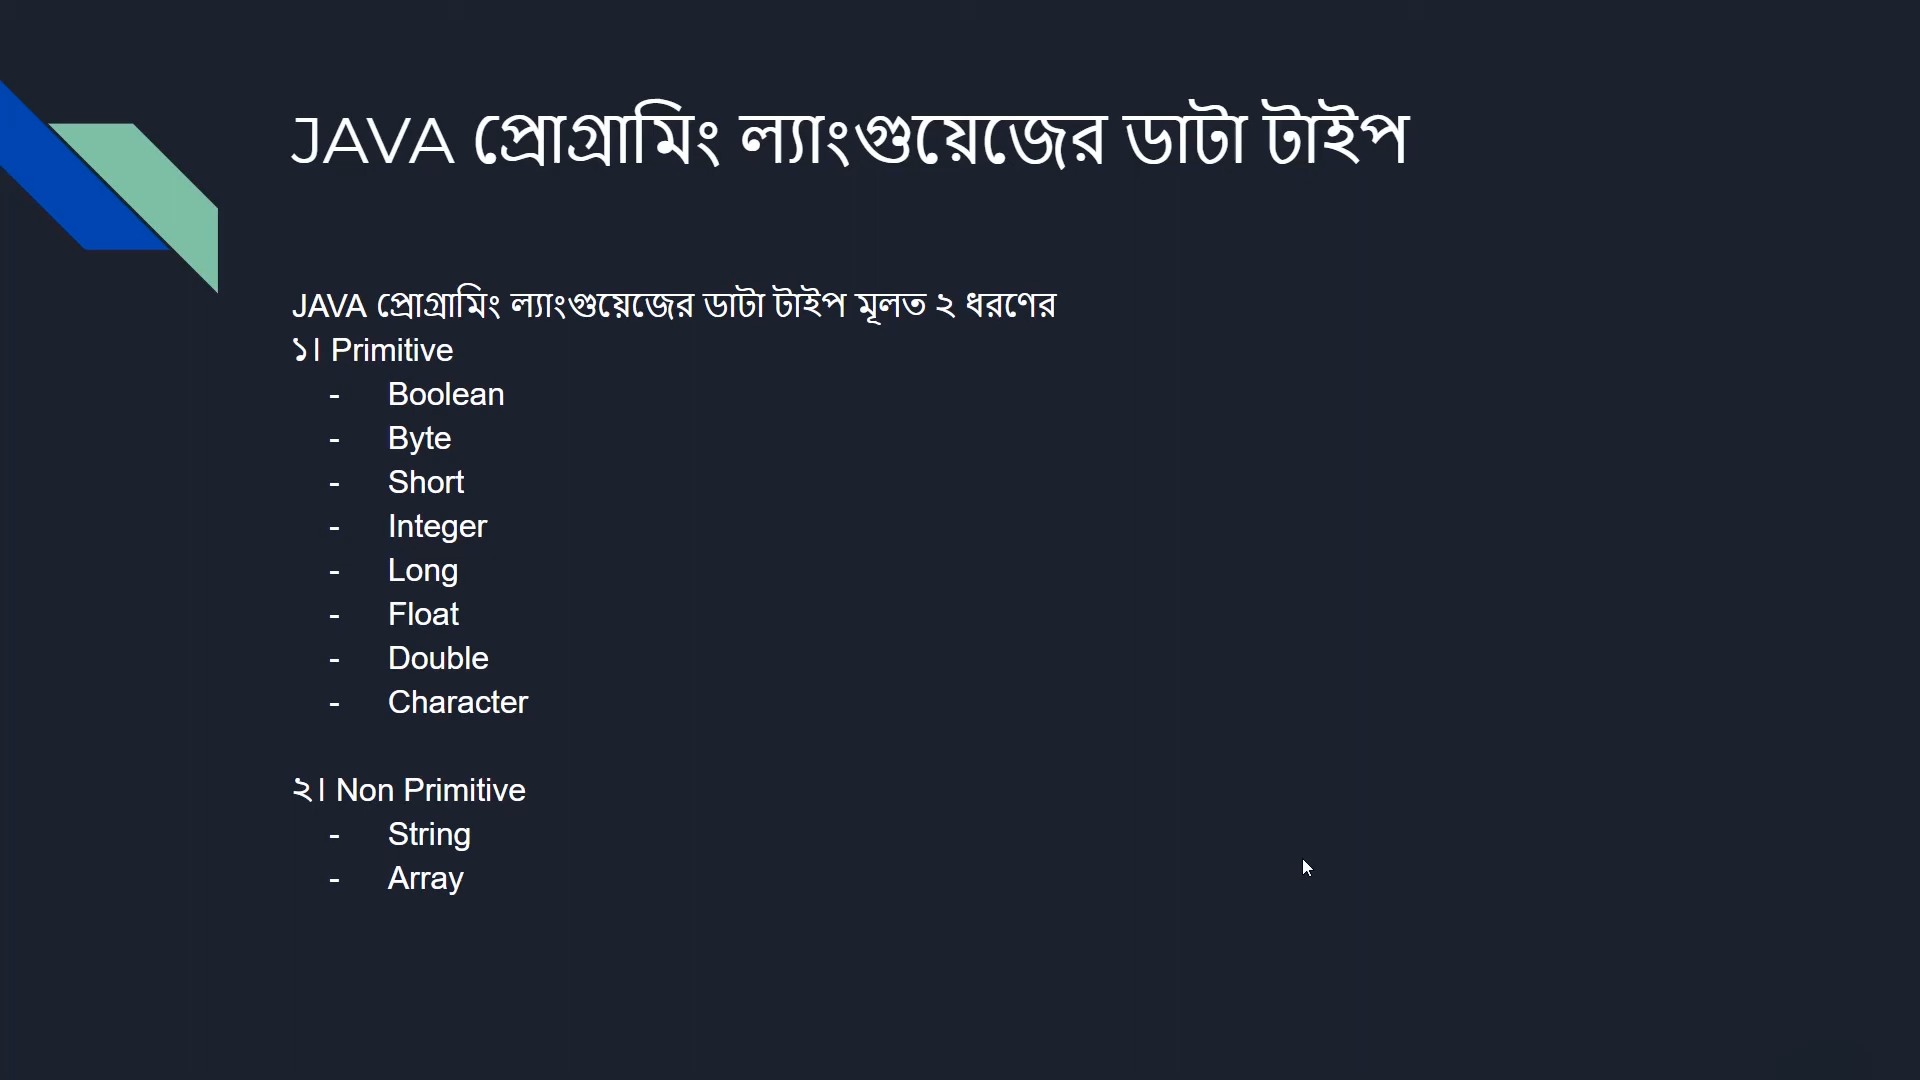 JAVA প্রোগ্রামিং ল্যাংগুয়েজের ডাটা টাইপ
JAVA প্রোগ্রামিং ল্যাংগুয়েজের ডাটা টাইপ মূলত ২ ধরণের
১। Primitive
- Boolean
- Byte
- Short
- Integer
- Long
- Float
- Double
- Character
২। Non Primitive
- String
- Array